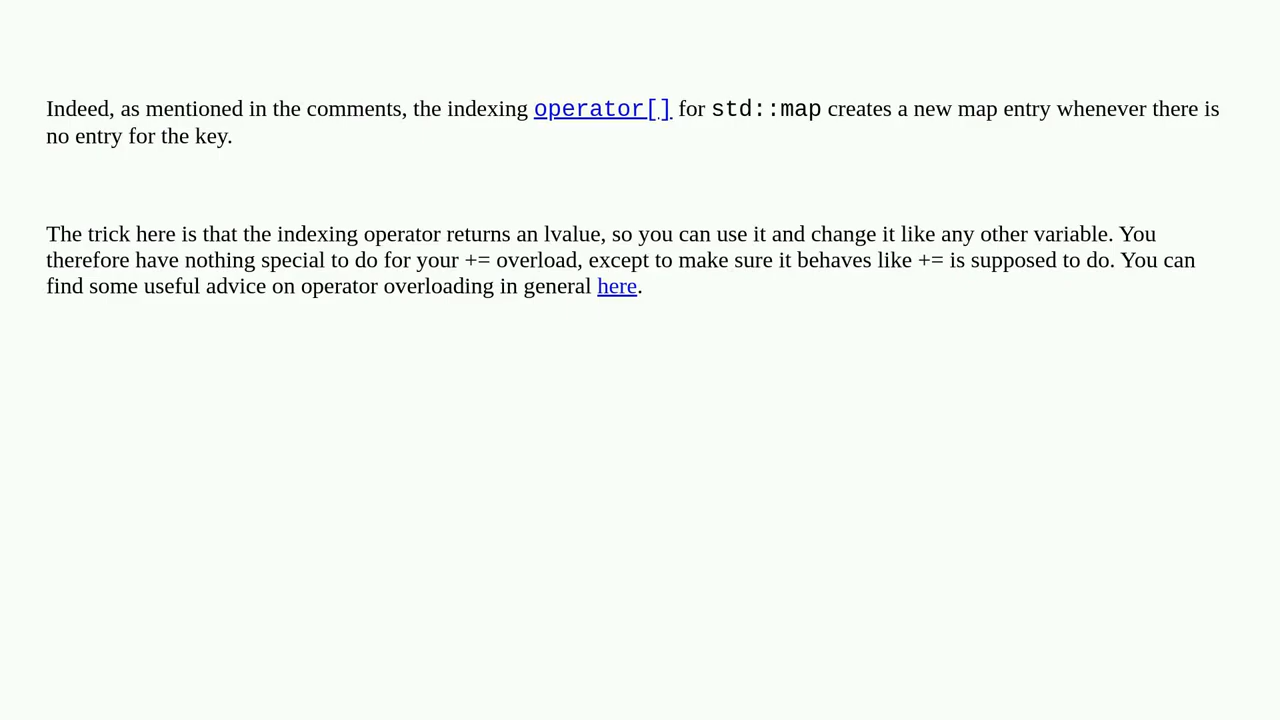 Indeed, as mentioned in the comments, the indexing operator[] for std::map creates a new map entry whenever there is
no entry for the key.
The trick here is that the indexing operator returns an lvalue, so you can use it and change it like any other variable. You
therefore have nothing special to do for your += overload, except to make sure it behaves like += is supposed to do. You can
find some useful advice on operator overloading in general here.